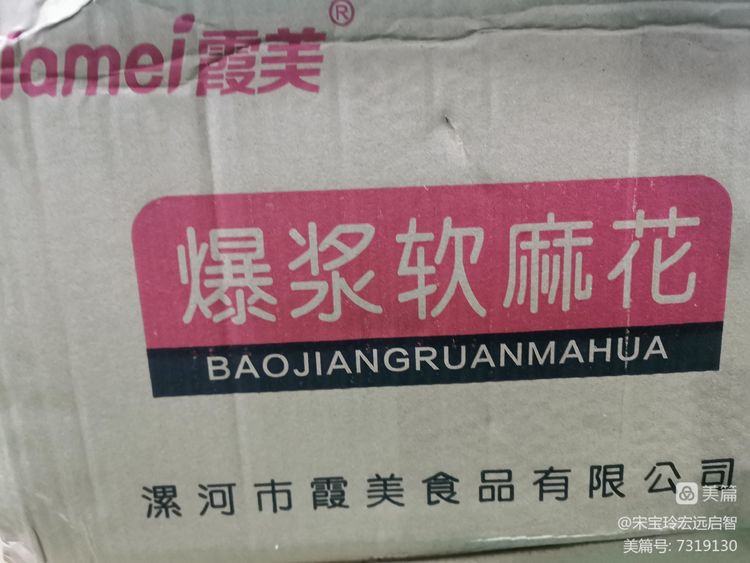 iamei霞美®
爆浆软麻花
BAOJIANGRUANMAHUA
漯河市霞美食品有限公司
美篇
@宋宝玲宏远启智
美篇号: 7319130